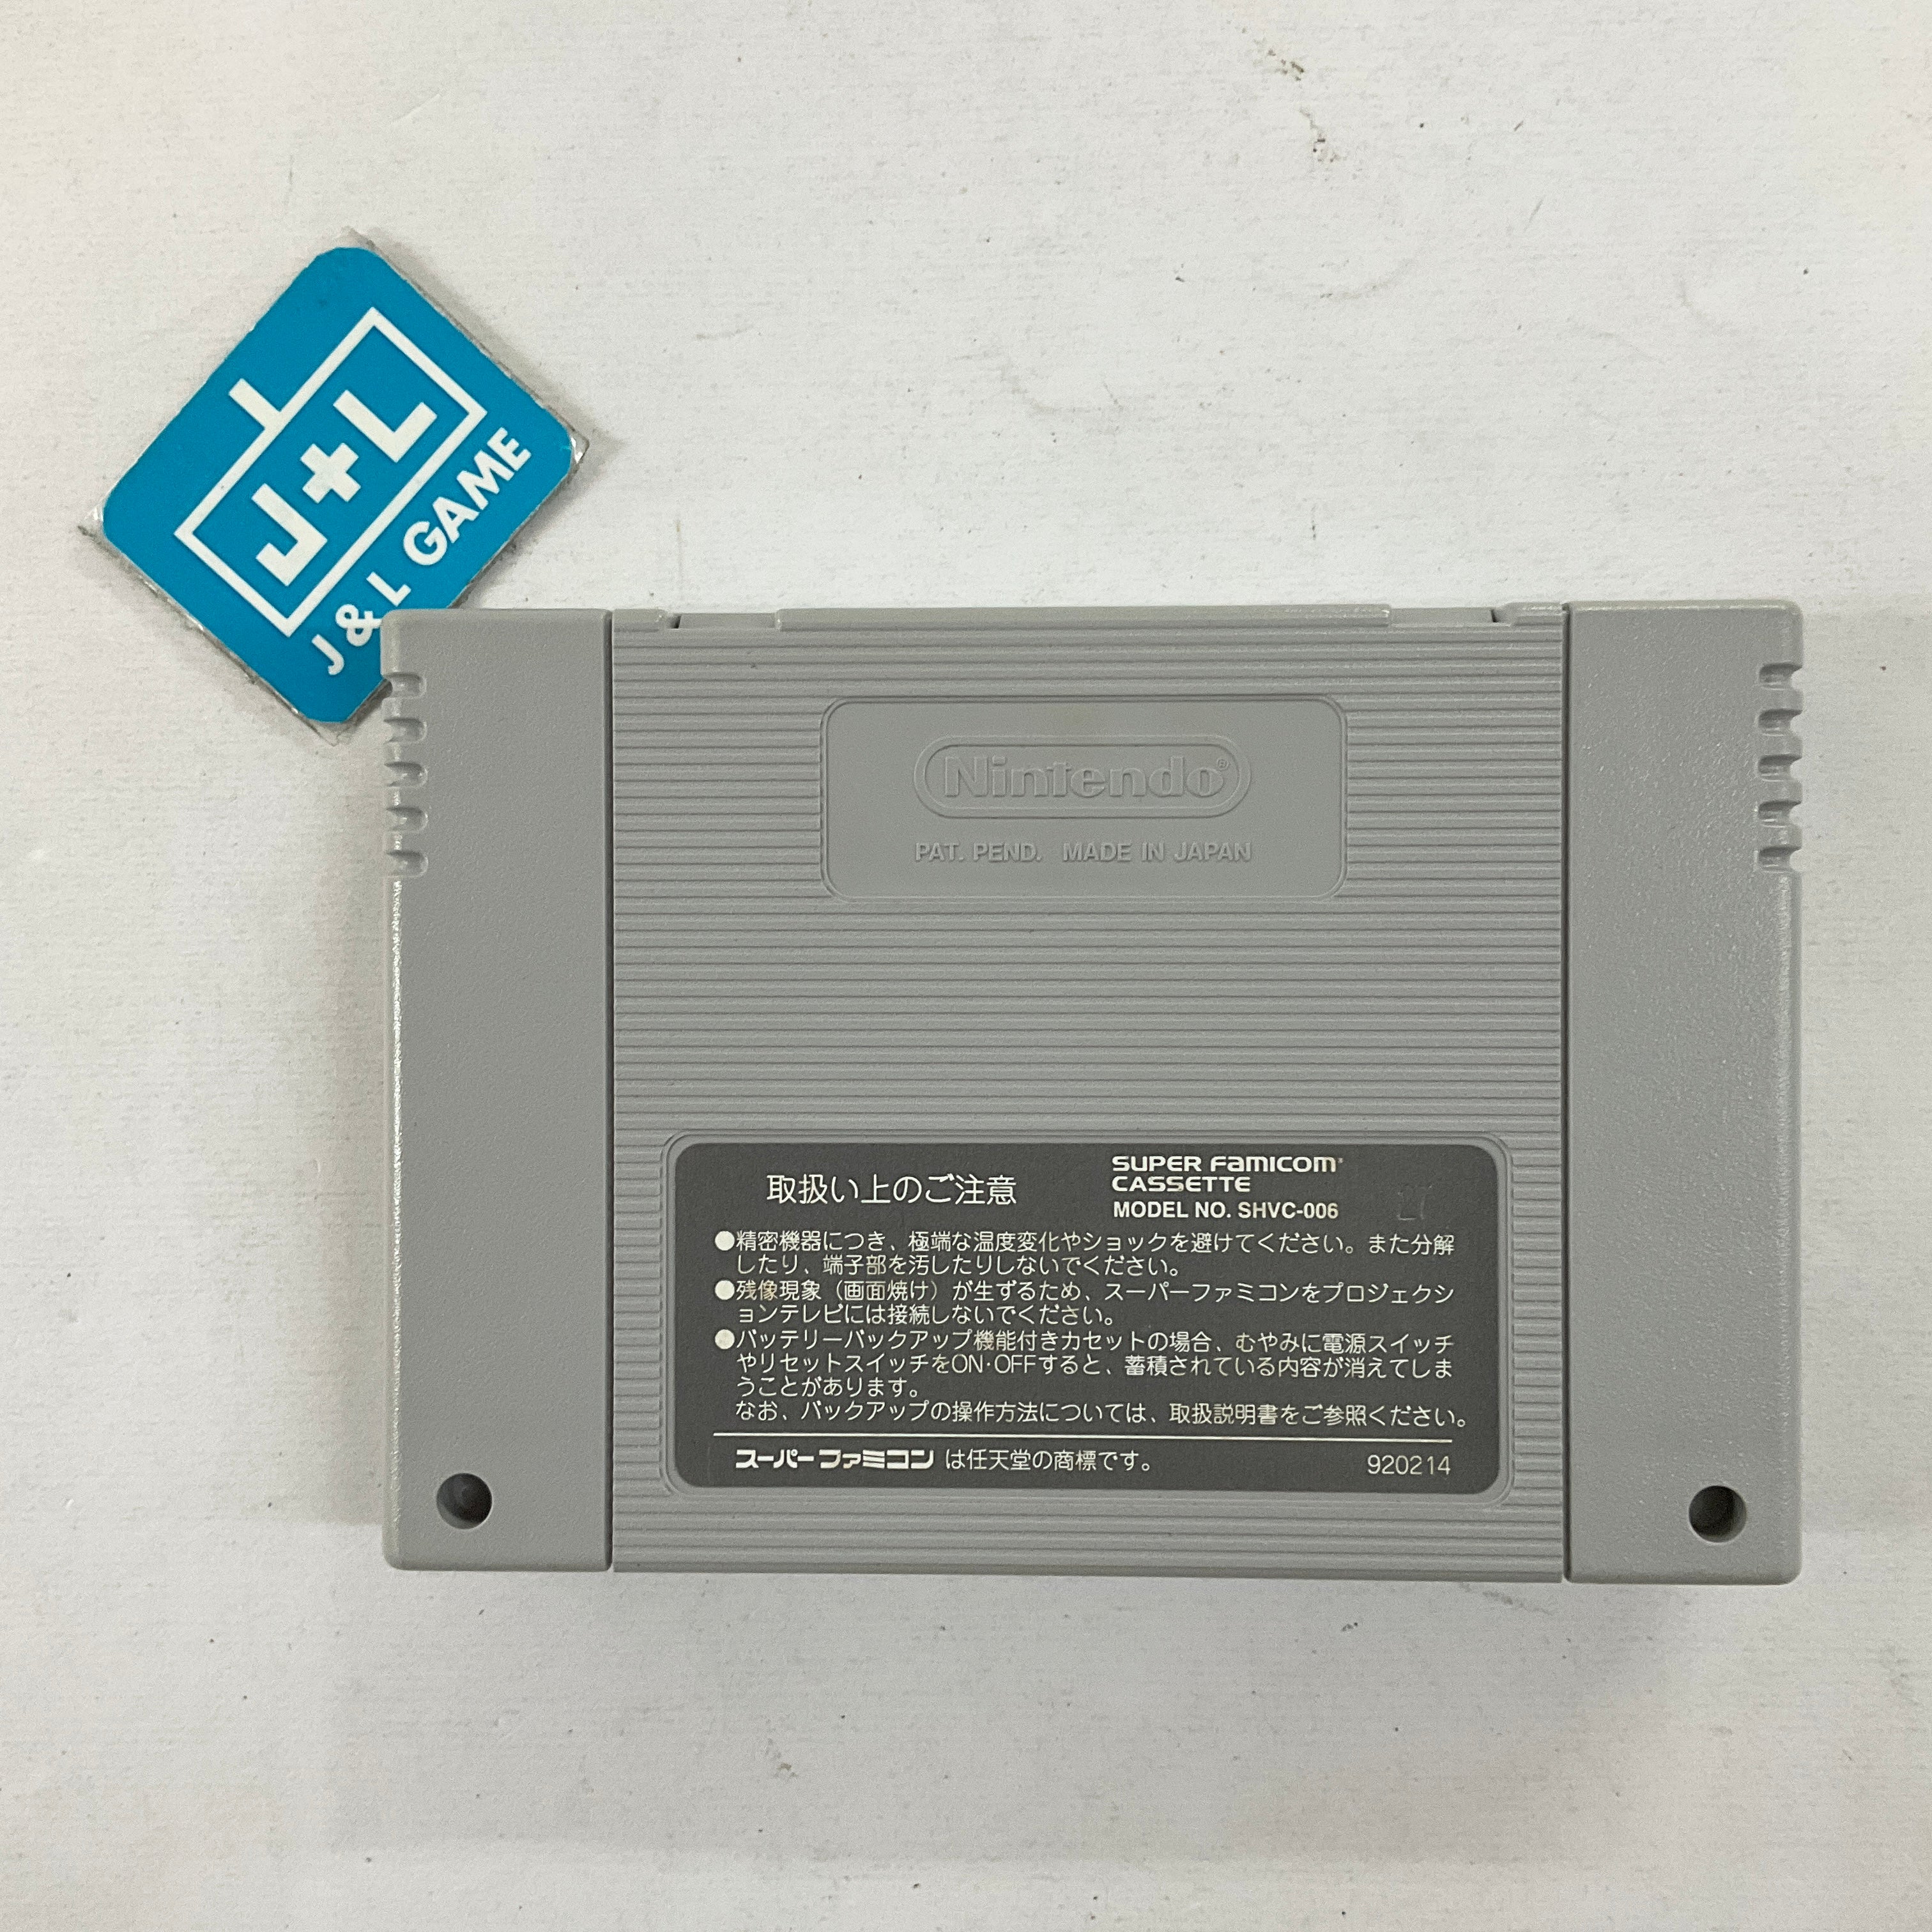 J+L
J & L GAME
Nintendo®
PAT. PEND. MADE IN JAPAN
取扱い上のご注意
SUPER FAMICOM
CASSETTE
MODEL NO. SHVC-006
27
●精密機器につき、極端な温度変化やショックを避けてください。また分解
したり、端子部を汚したりしないでください。
●残像現象（画面焼け）が生ずるため、スーパーファミコンをプロジェクシ
ョンテレビには接続しないでください。
●バッテリーバックアップ機能付きカセットの場合、むやみに電源スイッチ
やリセットスイッチをON·OFFすると、蓄積されている内容が消えてしま
うことがあります。
なお、バックアップの操作方法については、取扱説明書をご参照ください。
スーパーファミコン は任天堂の商標です。
920214